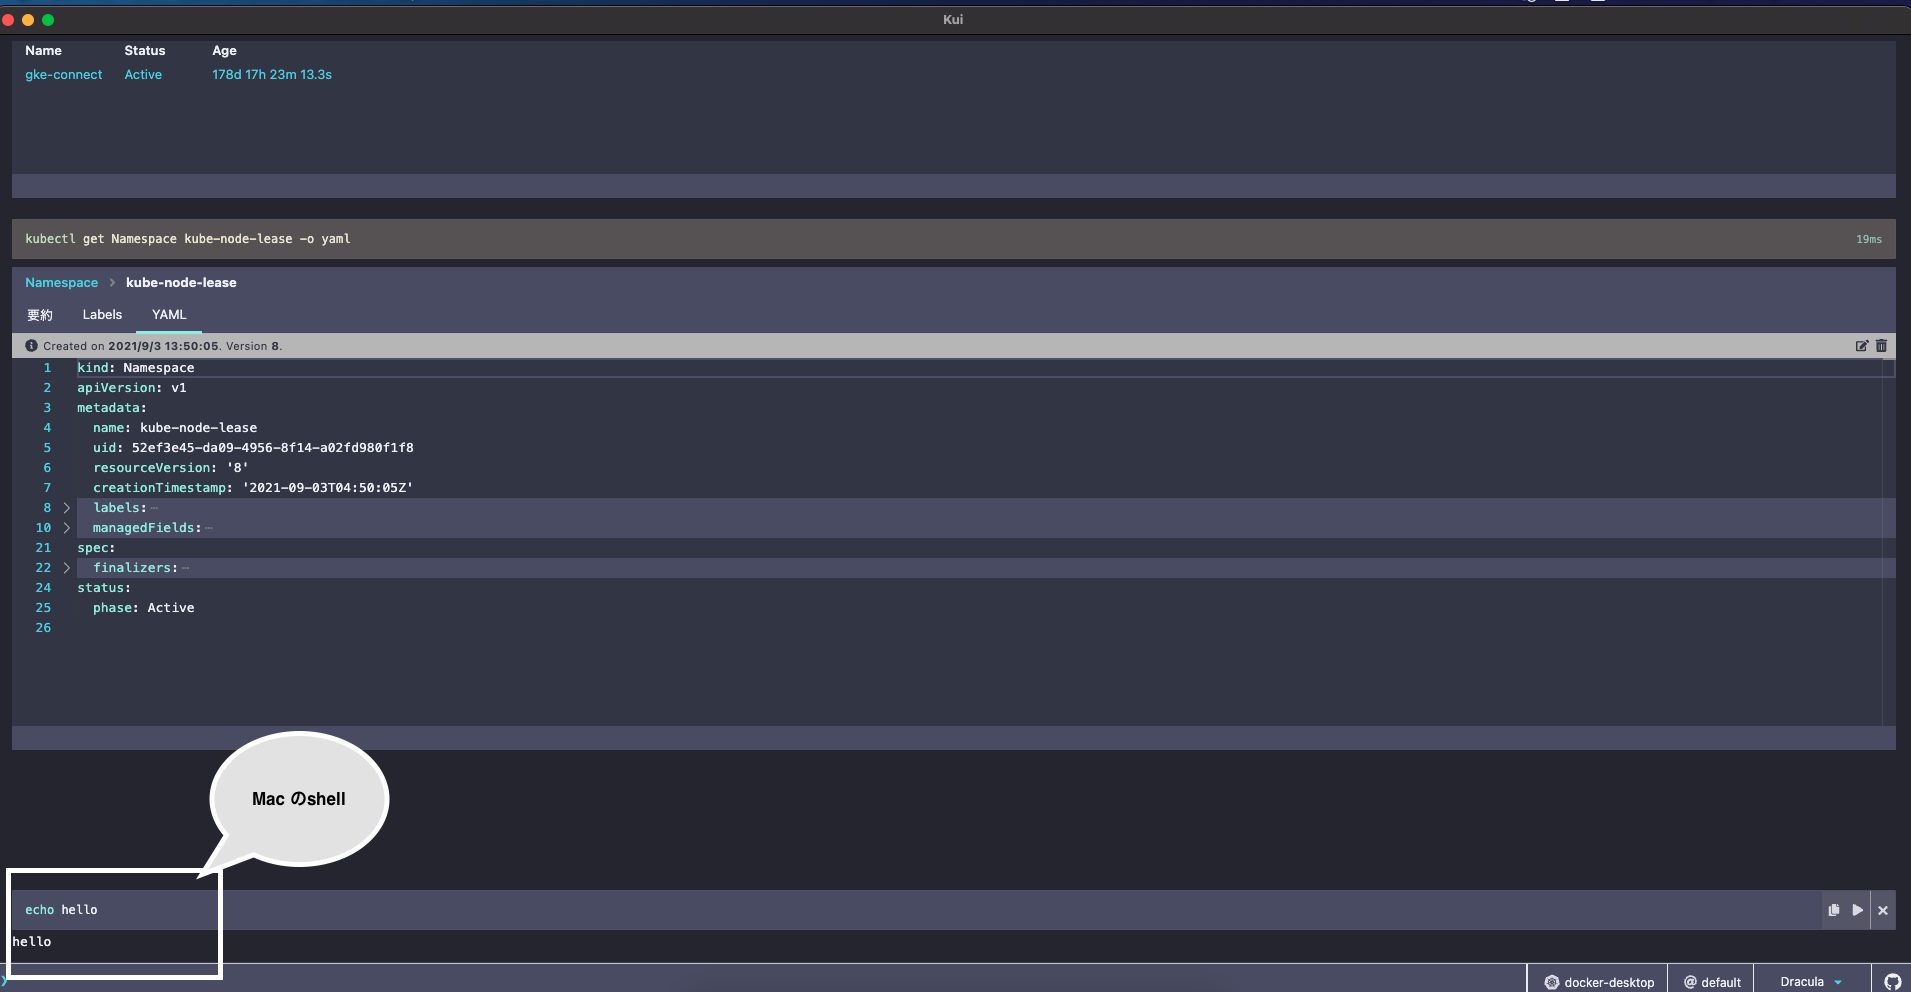 Kui
Name Status Age
gke-connect Active 178d 17h 23m 13.3s
kubectl get Namespace kube-node-lease -o yaml 19ms
Namespace > kube-node-lease
要約 Labels YAML
Created on 2021/9/3 13:50:05. Version 8.
1 kind: Namespace
2 apiVersion: v1
3 metadata:
4 name: kube-node-lease
5 uid: 52ef3e45-da09-4956-8f14-a02fd980f1f8
6 resourceVersion: '8'
7 creationTimestamp: '2021-09-03T04:50:05Z'
8 > labels:…
10 > managedFields:…
21 spec:
22 > finalizers:…
24 status:
25 phase: Active
26
Mac のshell
echo hello
hello
docker-desktop @ default Dracula